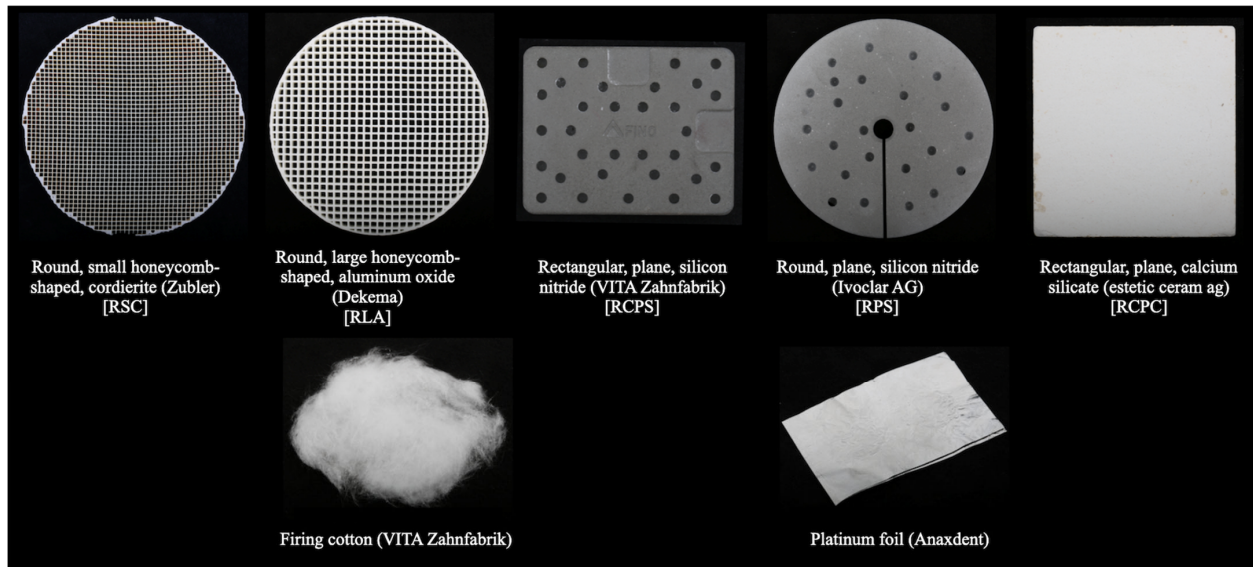 FINO
Round, small honeycomb-
shaped, cordierite (Zubler)
[RSC]
Round, large honeycomb-
shaped, aluminum oxide
(Dekema)
[RLA]
Rectangular, plane, silicon
nitride (VITA Zahnfabrik)
[RCPS]
Round, plane, silicon nitride
(Ivoclar AG)
[RPS]
Rectangular, plane, calcium
silicate (estetic ceram ag)
[RCPC]
Firing cotton (VITA Zahnfabrik)
Platinum foil (Anaxdent)